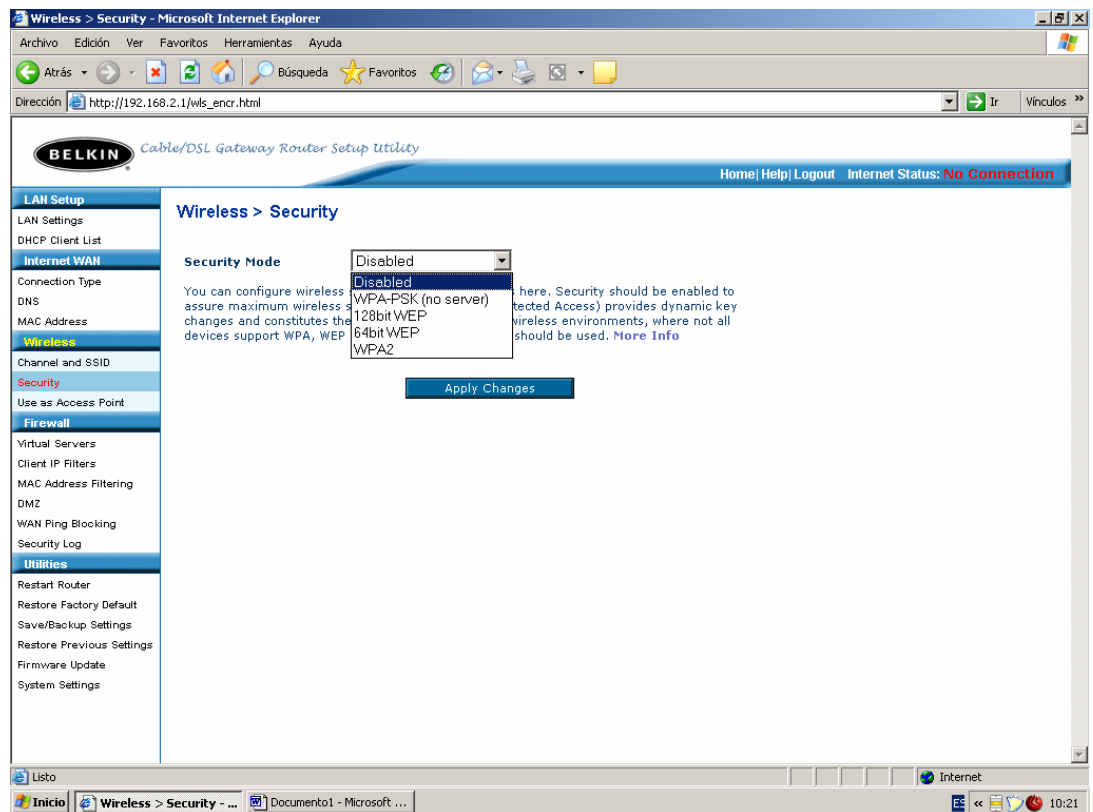 Wireless > Security - Microsoft Internet Explorer
Archivo Edición Ver Favoritos Herramientas Ayuda
Atrás Búsqueda Favoritos
Dirección http://192.168.2.1/wls_encr.html Ir Vínculos »
BELKIN Cable/DSL Gateway Router Setup Utility
Home| Help| Logout Internet Status: No Connection
LAN Setup
LAN Settings
DHCP Client List
Internet WAN
Connection Type
DNS
MAC Address
Wireless
Channel and SSID
Security
Use as Access Point
Firewall
Virtual Servers
Client IP Filters
MAC Address Filtering
DMZ
WAN Ping Blocking
Security Log
Utilities
Restart Router
Restore Factory Default
Save/Backup Settings
Restore Previous Settings
Firmware Update
System Settings
Wireless > Security
Security Mode Disabled
Disabled
WPA-PSK (no server)
128bit WEP
64bit WEP
WPA2
You can configure wireless here. Security should be enabled to
assure maximum wireless tected Access) provides dynamic key
changes and constitutes the wireless environments, where not all
devices support WPA, WEP should be used. More Info
Apply Changes
Listo Internet
Inicio Wireless > Security - ... Documento1 - Microsoft ... ES « 10:21